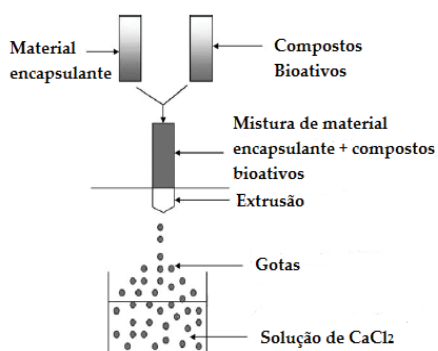 Material
encapsulante
Compostos
Bioativos
Mistura de material
encapsulante + compostos
bioativos
Extrusão
Gotas
Solução de CaCl2